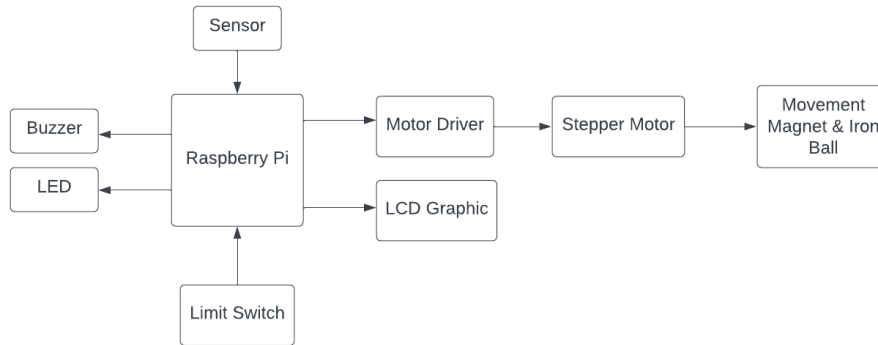 Sensor
Buzzer
LED
Raspberry Pi
Motor Driver
LCD Graphic
Stepper Motor
Movement
Magnet & Iron
Ball
Limit Switch